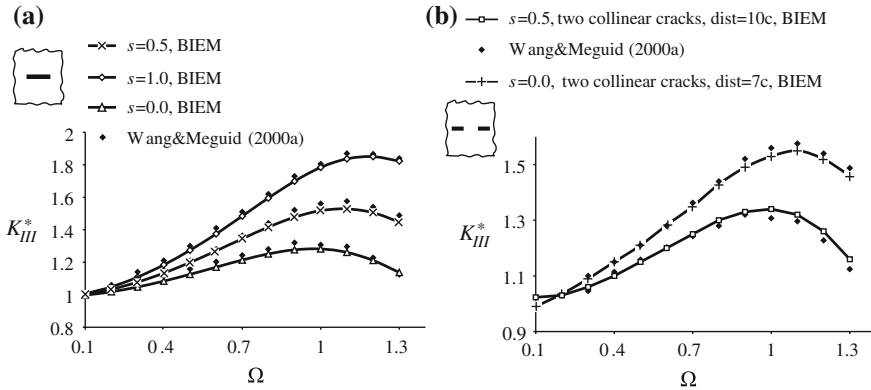 (a)
s=0.5, BIEM
s=1.0, BIEM
s=0.0, BIEM
Wang&Meguid (2000a)
2
1.8
1.6
1.4
1.2
1
0.8
K*III
0.1
0.4
0.7
1
1.3
Ω
(b)
s=0.5, two collinear cracks, dist=10c, BIEM
Wang&Meguid (2000a)
s=0.0, two collinear cracks, dist=7c, BIEM
1.5
1.3
1.1
0.9
K*III
0.1
0.4
0.7
1
1.3
Ω